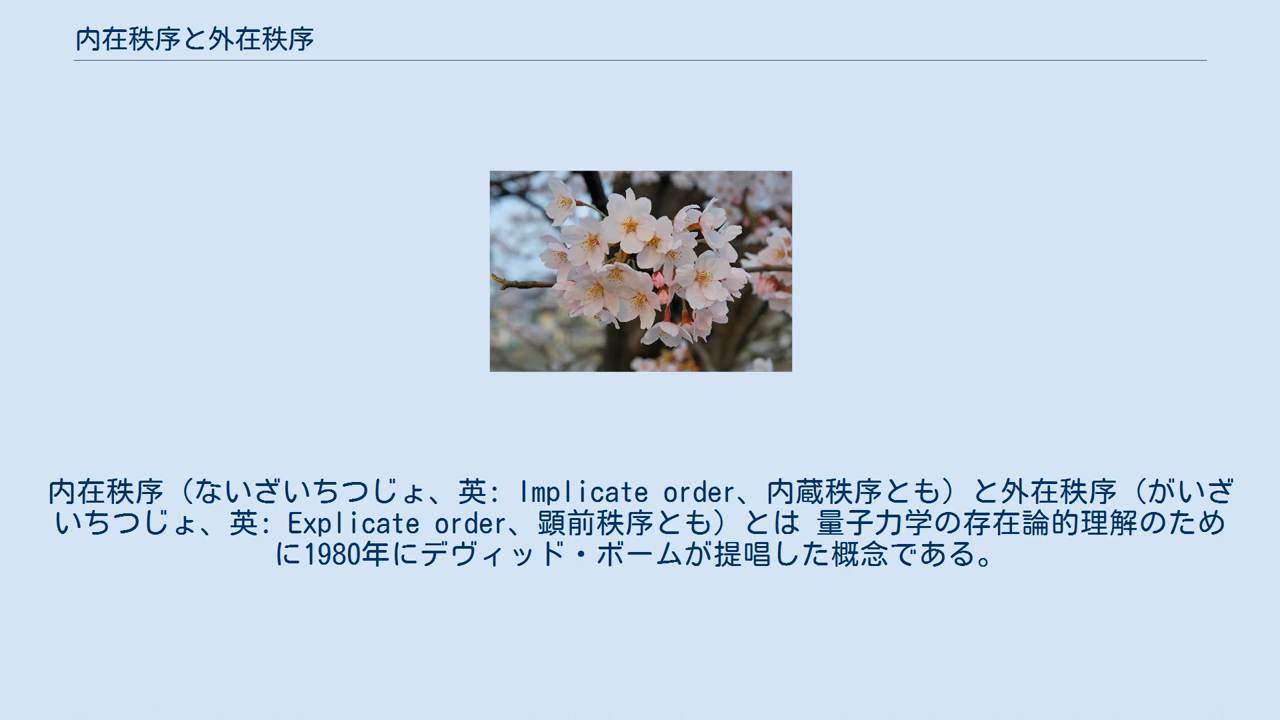 内在秩序と外在秩序
内在秩序（ないざいちつじょ、英: Implicate order、内蔵秩序とも）と外在秩序（がいざ
いちつじょ、英: Explicate order、顕前秩序とも）とは 量子力学の存在論的理解のため
に1980年にデヴィッド・ボームが提唱した概念である。